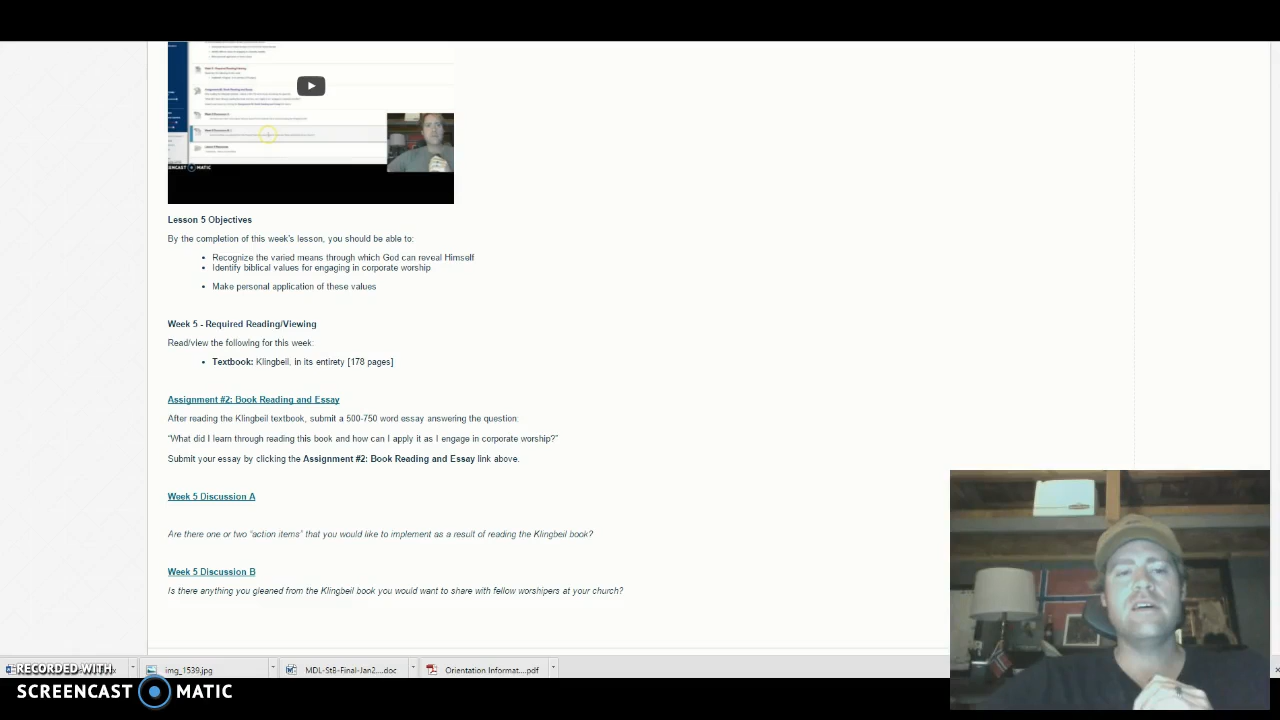 Lesson 5 Objectives
By the completion of this week's lesson, you should be able to:
• Recognize the varied means through which God can reveal Himself
• Identify biblical values for engaging in corporate worship
• Make personal application of these values
Week 5 - Required Reading/Viewing
Read/view the following for this week:
• Textbook: Klingbeil, in its entirety [178 pages]
Assignment #2: Book Reading and Essay
After reading the Klingbeil textbook, submit a 500-750 word essay answering the question:
"What did I learn through reading this book and how can I apply it as I engage in corporate worship?"
Submit your essay by clicking the Assignment #2: Book Reading and Essay link above.
Week 5 Discussion A
Are there one or two "action items" that you would like to implement as a result of reading the Klingbeil book?
Week 5 Discussion B
Is there anything you gleaned from the Klingbeil book you would want to share with fellow worshipers at your church?
img_1539.jpg
MDL-StB-Final-Jan2....doc
Orientation Informat....pdf
RECORDED WITH
SCREENCAST MATIC